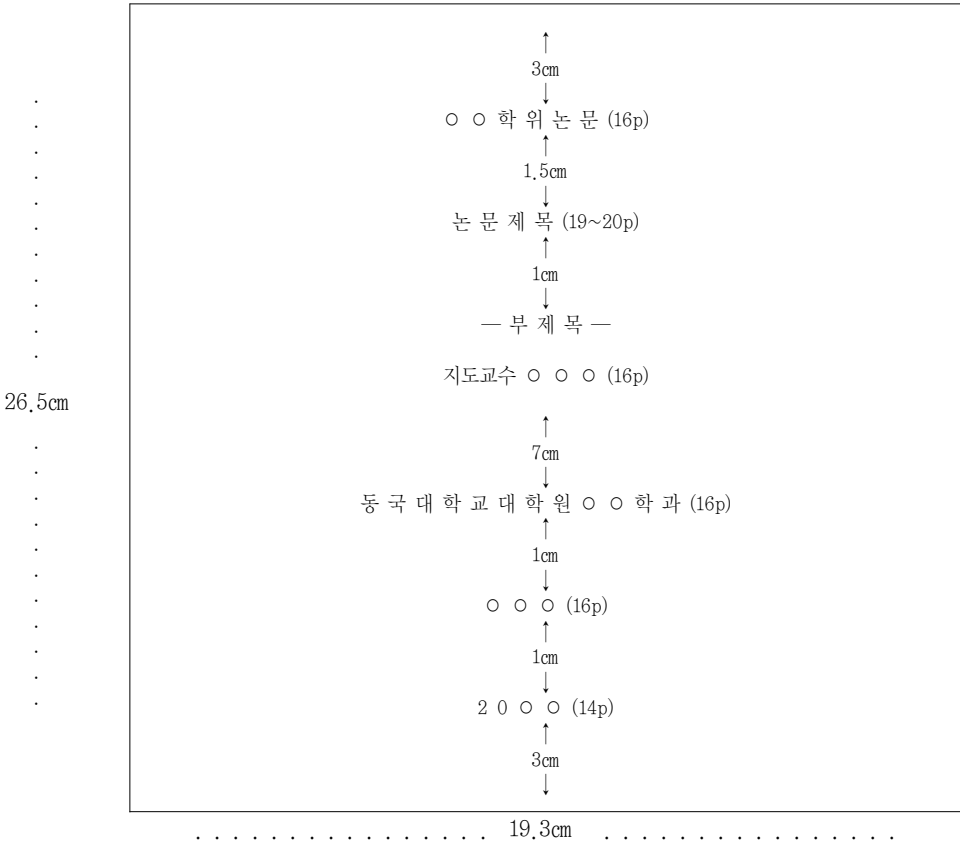 ↑
3㎝
↓
○ ○ 학 위 논 문 (16p)
↑
1.5㎝
↓
논 문 제 목 (19~20p)
↑
1㎝
↓
― 부 제 목 ―
지도교수 ○ ○ ○ (16p)
26.5㎝
↑
7㎝
↓
동 국 대 학 교 대 학 원 ○ ○ 학 과 (16p)
↑
1㎝
↓
○ ○ ○ (16p)
↑
1㎝
↓
2 0 ○ ○ (14p)
↑
3㎝
↓
. . . . . . . . . . . . . . . 19.3㎝ . . . . . . . . . . . . . . .